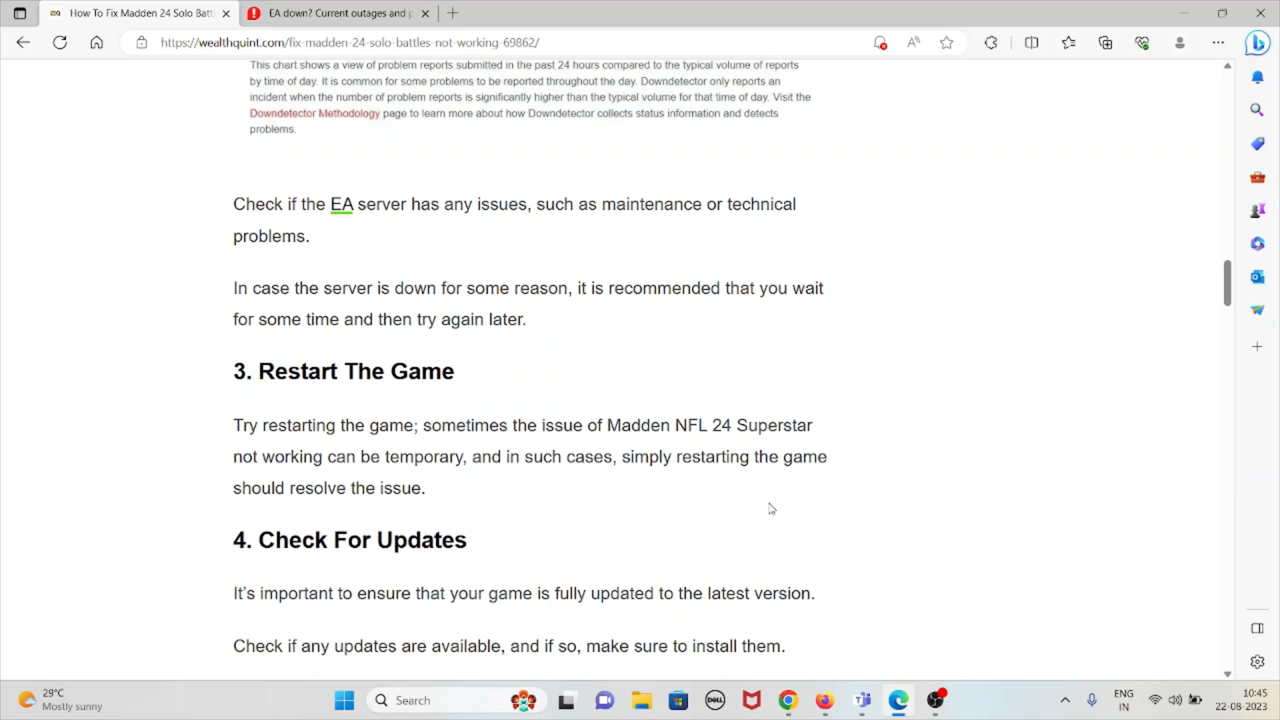 How To Fix Madden 24 Solo Battl
EA down? Current outages and p
https://wealthquint.com/fix-madden-24-solo-battles-not-working-69862/
This chart shows a view of problem reports submitted in the past 24 hours compared to the typical volume of reports
by time of day. It is common for some problems to be reported throughout the day. Downdetector only reports an
incident when the number of problem reports is significantly higher than the typical volume for that time of day. Visit the
Downdetector Methodology page to learn more about how Downdetector collects status information and detects
problems.
Check if the EA server has any issues, such as maintenance or technical
problems.
In case the server is down for some reason, it is recommended that you wait
for some time and then try again later.
3. Restart The Game
Try restarting the game; sometimes the issue of Madden NFL 24 Superstar
not working can be temporary, and in such cases, simply restarting the game
should resolve the issue.
4. Check For Updates
It's important to ensure that your game is fully updated to the latest version.
Check if any updates are available, and if so, make sure to install them.
29°C
Mostly sunny
Search
DELL
ENG
IN
10:45
22-08-2023